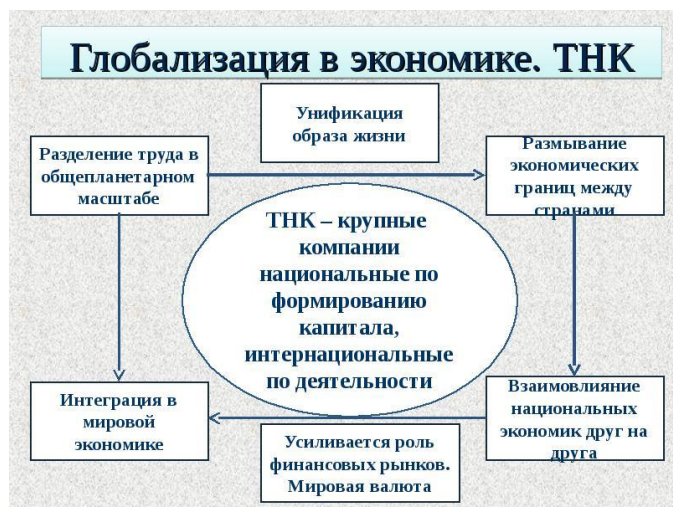 Глобализация в экономике. ТНК
Унификация
образа жизни
Разделение труда в
общепланетарном
масштабе
Размывание
экономических
границ между
странами
ТНК – крупные
компании
национальные по
формированию
капитала,
интернациональные
по деятельности
Интеграция в
мировой
экономике
Взаимовлияние
национальных
экономик друг на
друга
Усиливается роль
финансовых рынков.
Мировая валюта